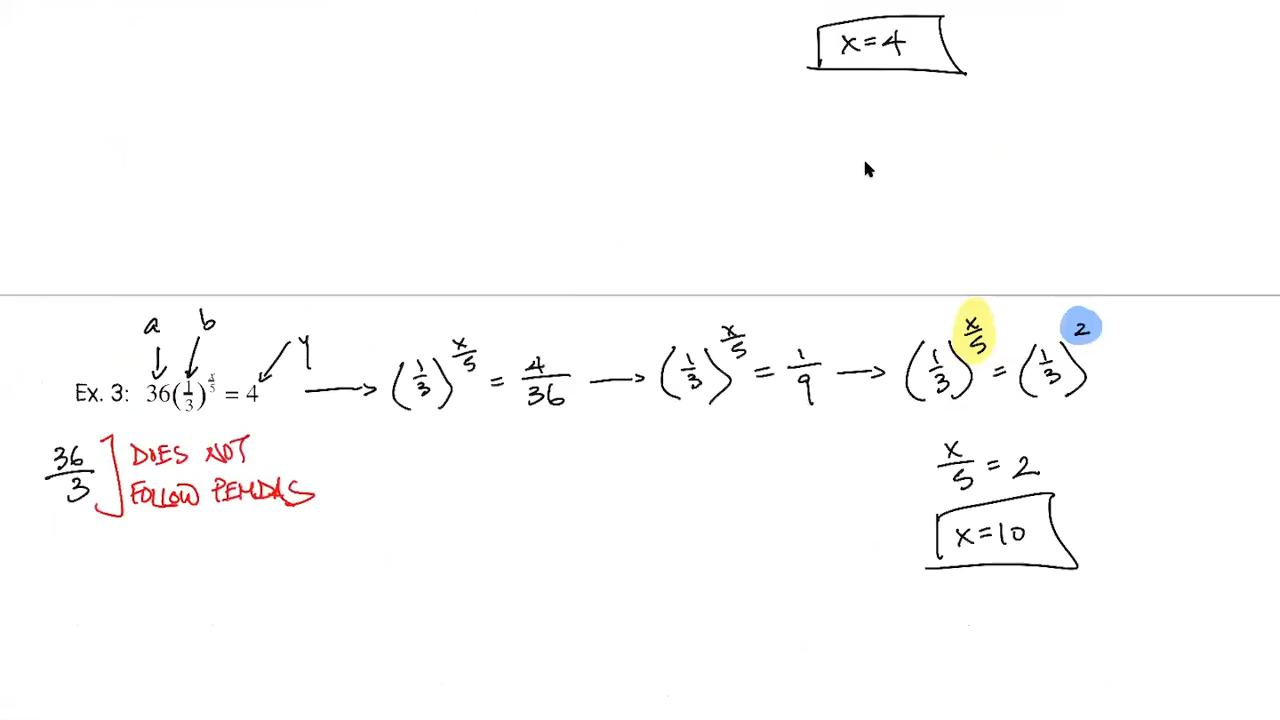 x=4
a b y
Ex. 3: 36(1/3)^(x/5) = 4 → (1/3)^(x/5) = 4/36 → (1/3)^(x/5) = 1/9 → (1/3)^(x/5) = (1/3)^2
36/3 ] DOES NOT
FOLLOW PEMDAS
x/5 = 2
x=10